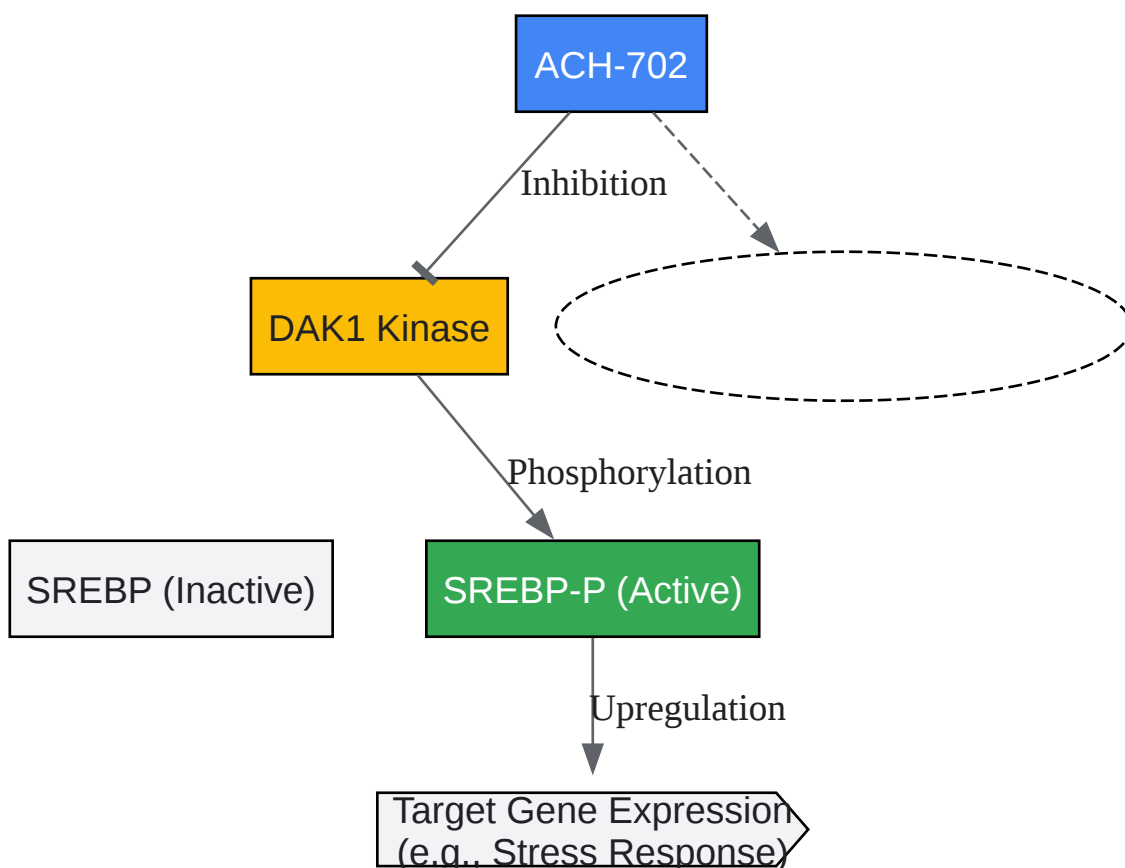 ACH-702
Inhibition
DAK1 Kinase
Phosphorylation
SREBP (Inactive)
SREBP-P (Active)
Upregulation
Target Gene Expression
(e.g., Stress Response)